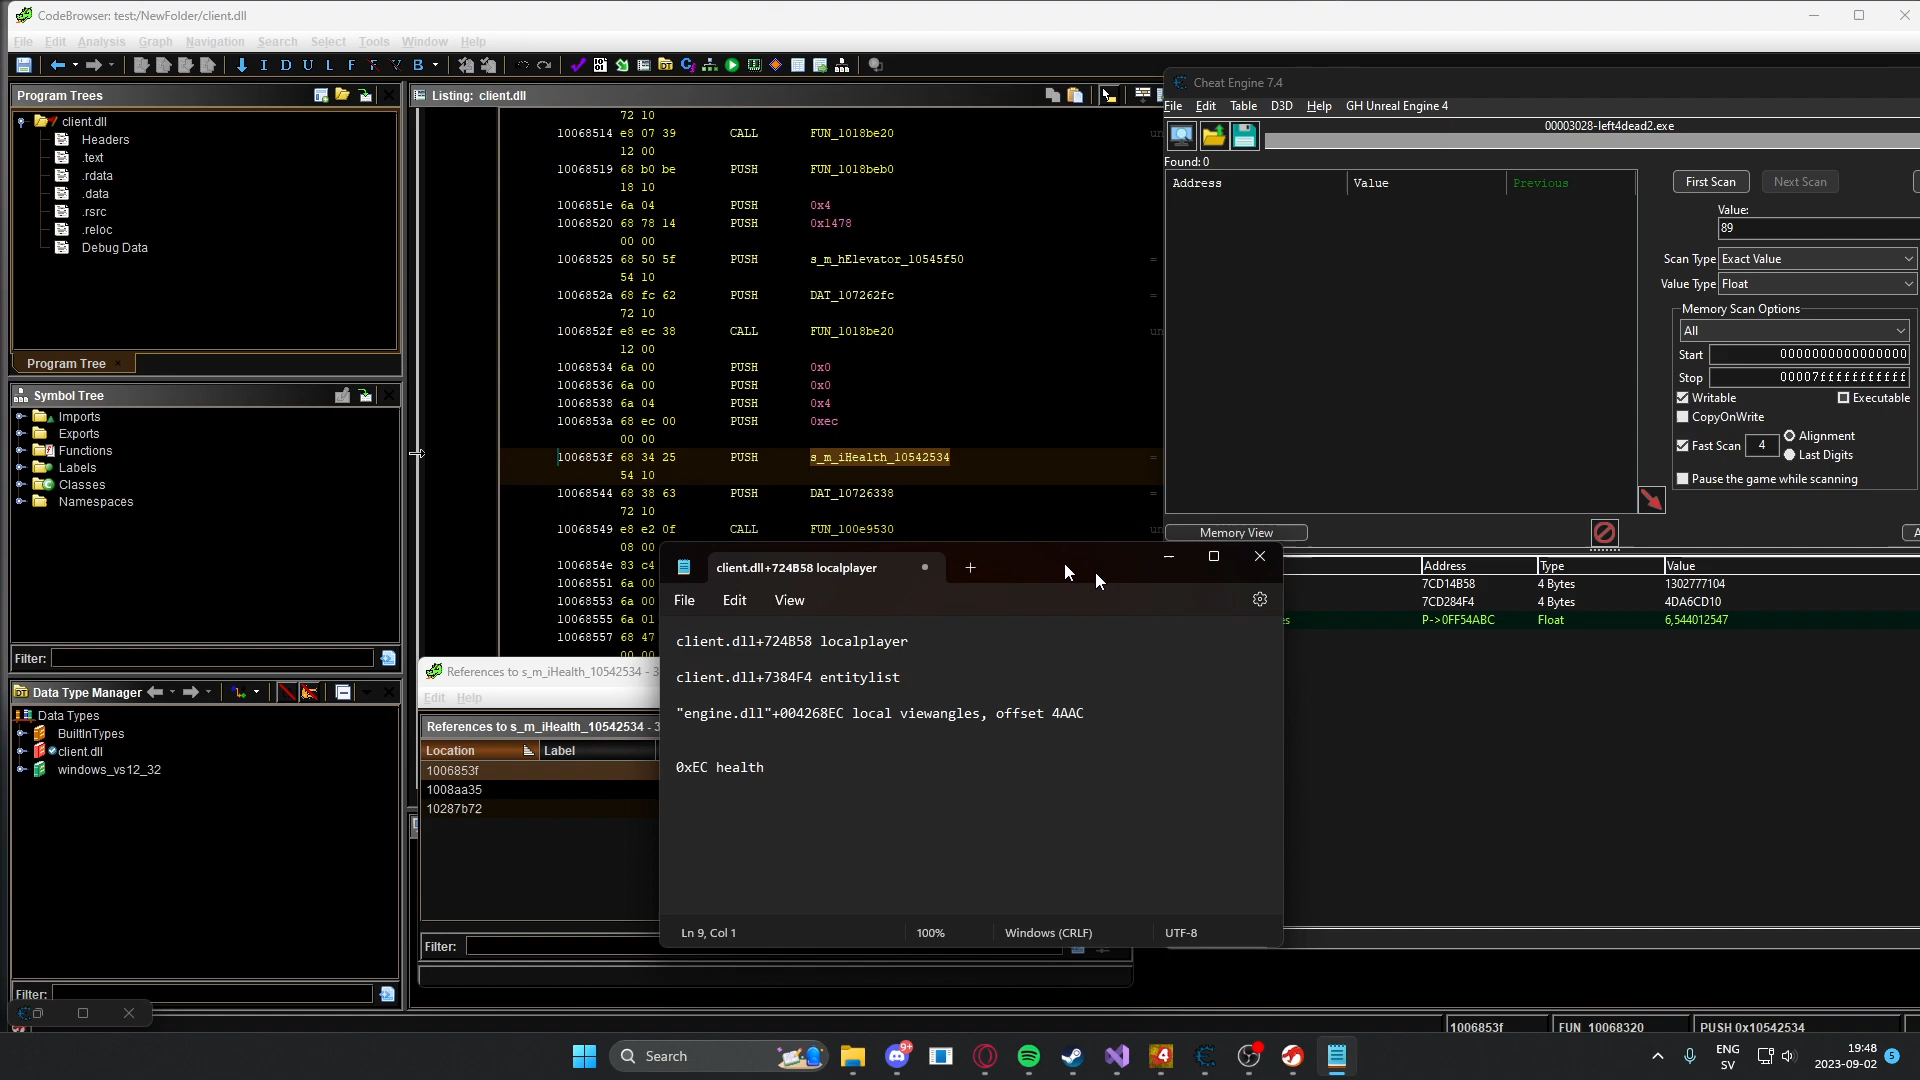 CodeBrowser: test:/NewFolder/client.dll
File Edit Analysis Graph Navigation Search Select Tools Window Help
I D U L F V B
Program Trees
client.dll
Headers
.text
.rdata
.data
.rsrc
.reloc
Debug Data
Program Tree ×
Symbol Tree
Imports
Exports
Functions
Labels
Classes
Namespaces
Filter:
Data Type Manager
Data Types
BuiltInTypes
client.dll
windows_vs12_32
Filter:
Listing: client.dll
72 10
10068514 e8 07 39 CALL FUN_1018be20 un
12 00
10068519 68 b0 be PUSH FUN_1018beb0
18 10
1006851e 6a 04 PUSH 0x4
10068520 68 78 14 PUSH 0x1478
00 00
10068525 68 50 5f PUSH s_m_hElevator_10545f50 =
54 10
1006852a 68 fc 62 PUSH DAT_107262fc =
72 10
1006852f e8 ec 38 CALL FUN_1018be20 un
12 00
10068534 6a 00 PUSH 0x0
10068536 6a 00 PUSH 0x0
10068538 6a 04 PUSH 0x4
1006853a 68 ec 00 PUSH 0xec
00 00
1006853f 68 34 25 PUSH s_m_iHealth_10542534 =
54 10
10068544 68 38 63 PUSH DAT_10726338 =
72 10
10068549 e8 e2 0f CALL FUN_100e9530 un
08 00
1006854e 83 c4
10068551 6a 00
10068553 6a 00
10068555 6a 01
10068557 68 47
00 00
References to s_m_iHealth_10542534 - 3
Edit Help
References to s_m_iHealth_10542534 - 3
Location Label
1006853f
1008aa35
10287b72
Filter:
client.dll+724B58 localplayer
File Edit View
client.dll+724B58 localplayer
client.dll+7384F4 entitylist
"engine.dll"+004268EC local viewangles, offset 4AAC
0xEC health
Ln 9, Col 1 100% Windows (CRLF) UTF-8
Cheat Engine 7.4
File Edit Table D3D Help GH Unreal Engine 4
00003028-left4dead2.exe
Found: 0
Address Value Previous
First Scan Next Scan
Value:
89
Scan Type Exact Value
Value Type Float
Memory Scan Options
All
Start 0000000000000000
Stop 00007fffffffffff
Writable Executable
CopyOnWrite
Fast Scan 4 Alignment
Last Digits
Pause the game while scanning
Memory View A
Address Type Value
7CD14B58 4 Bytes 1302777104
7CD284F4 4 Bytes 4DA6CD10
es P->0FF54ABC Float 6,544012547
1006853f FUN_10068320 PUSH 0x10542534
Search
9+
4
ENG
SV
19:48
2023-09-02
5